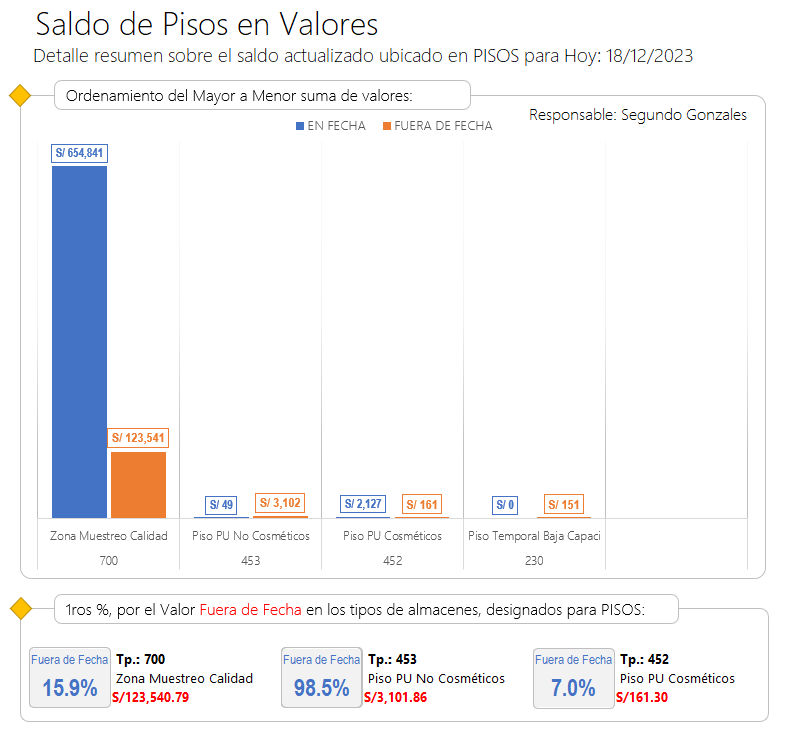 Saldo de Pisos en Valores
Detalle resumen sobre el saldo actualizado ubicado en PISOS para Hoy: 18/12/2023
Ordenamiento del Mayor a Menor suma de valores:
Responsable: Segundo Gonzales
EN FECHA FUERA DE FECHA
S/ 654,841
S/ 123,541
S/ 49 S/ 3,102 S/ 2,127 S/ 161 S/ 0 S/ 151
Zona Muestreo Calidad Piso PU No Cosméticos Piso PU Cosméticos Piso Temporal Baja Capaci
700 453 452 230
1ros %, por el Valor Fuera de Fecha en los tipos de almacenes, designados para PISOS:
Fuera de Fecha Tp.: 700 Fuera de Fecha Tp.: 453 Fuera de Fecha Tp.: 452
15.9% Zona Muestreo Calidad 98.5% Piso PU No Cosméticos 7.0% Piso PU Cosméticos
S/123,540.79 S/3,101.86 S/161.30